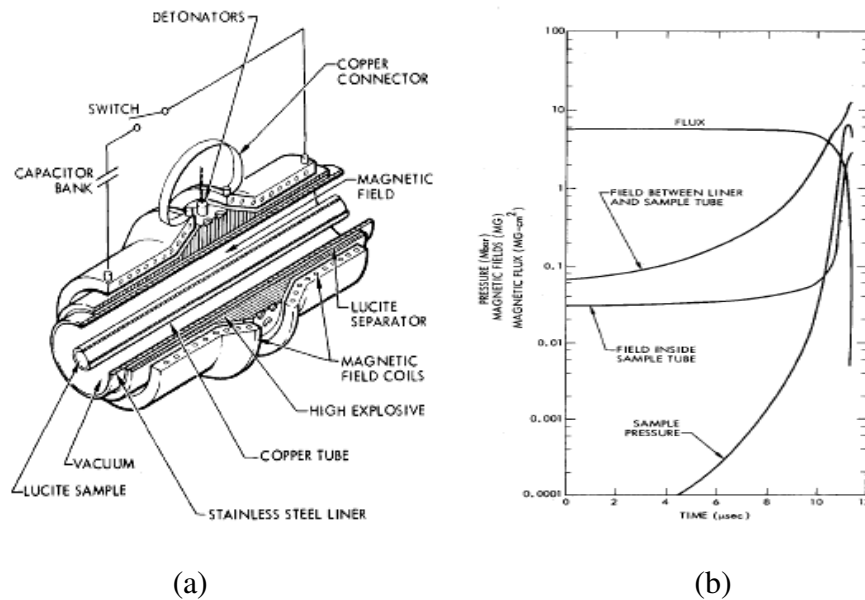 DETONATORS
COPPER
CONNECTOR
SWITCH
CAPACITOR
BANK
MAGNETIC
FIELD
LUCITE
SEPARATOR
MAGNETIC
FIELD COILS
HIGH EXPLOSIVE
COPPER TUBE
VACUUM
LUCITE SAMPLE
STAINLESS STEEL LINER
(a)
PRESSURE (Mbar)
MAGNETIC FIELDS (MG)
MAGNETIC FLUX (MG-cm²)
100
10
1
0.1
0.01
0.001
0.0001
FLUX
FIELD BETWEEN LINER
AND SAMPLE TUBE
FIELD INSIDE
SAMPLE TUBE
SAMPLE
PRESSURE
0 2 4 6 8 10 12
TIME (µsec)
(b)